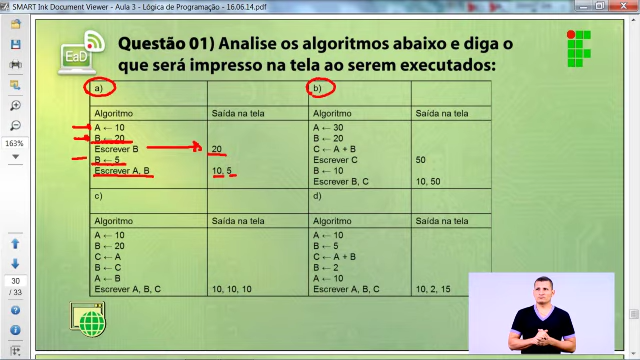 SMART Ink Document Viewer - Aula 3 - Lógica de Programação - 16.06.14.pdf
EaD
Questão 01) Analise os algoritmos abaixo e diga o
que será impresso na tela ao serem executados:
a)
Algoritmo Saída na tela
A ← 10
B ← 20
Escrever B 20
B ← 5
Escrever A, B 10, 5
b)
Algoritmo Saída na tela
A ← 30
B ← 20
C ← A + B
Escrever C 50
B ← 10
Escrever B, C 10, 50
c)
Algoritmo Saída na tela
A ← 10
B ← 20
C ← A
B ← C
A ← B
Escrever A, B, C 10, 10, 10
d)
Algoritmo Saída na tela
A ← 10
B ← 5
C ← A + B
B ← 2
A ← 10
Escrever A, B, C 10, 2, 15
163%
30
/ 33